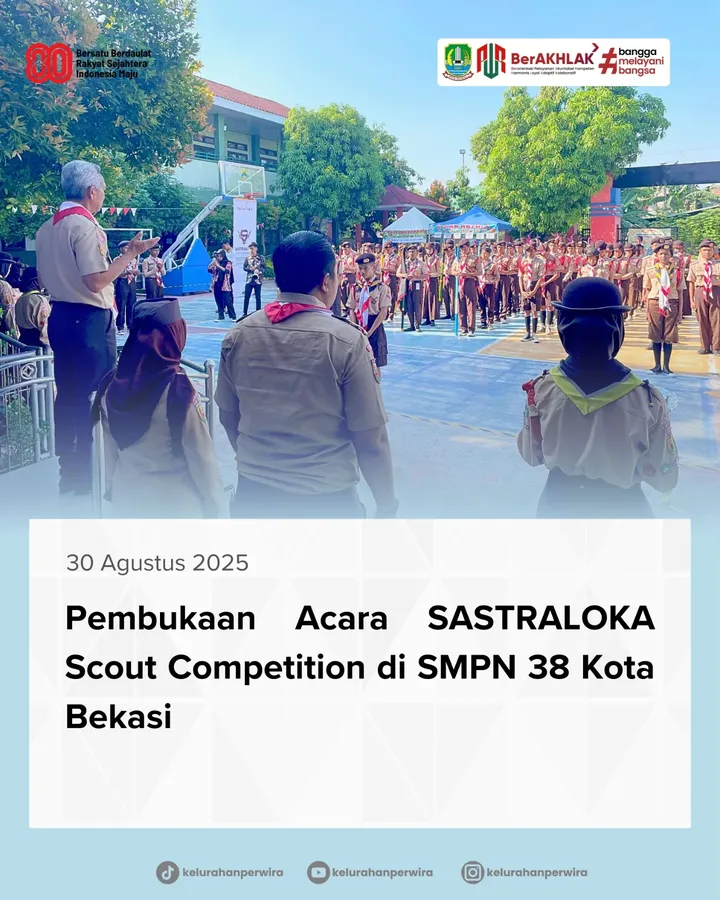 80 Bersatu Berdaulat
Rakyat Sejahtera
Indonesia Maju
BerAKHLAK
#bangga
melayani
bangsa
30 Agustus 2025
Pembukaan Acara SASTRALOKA
Scout Competition di SMPN 38 Kota
Bekasi
kelurahanperwira kelurahanperwira kelurahanperwira